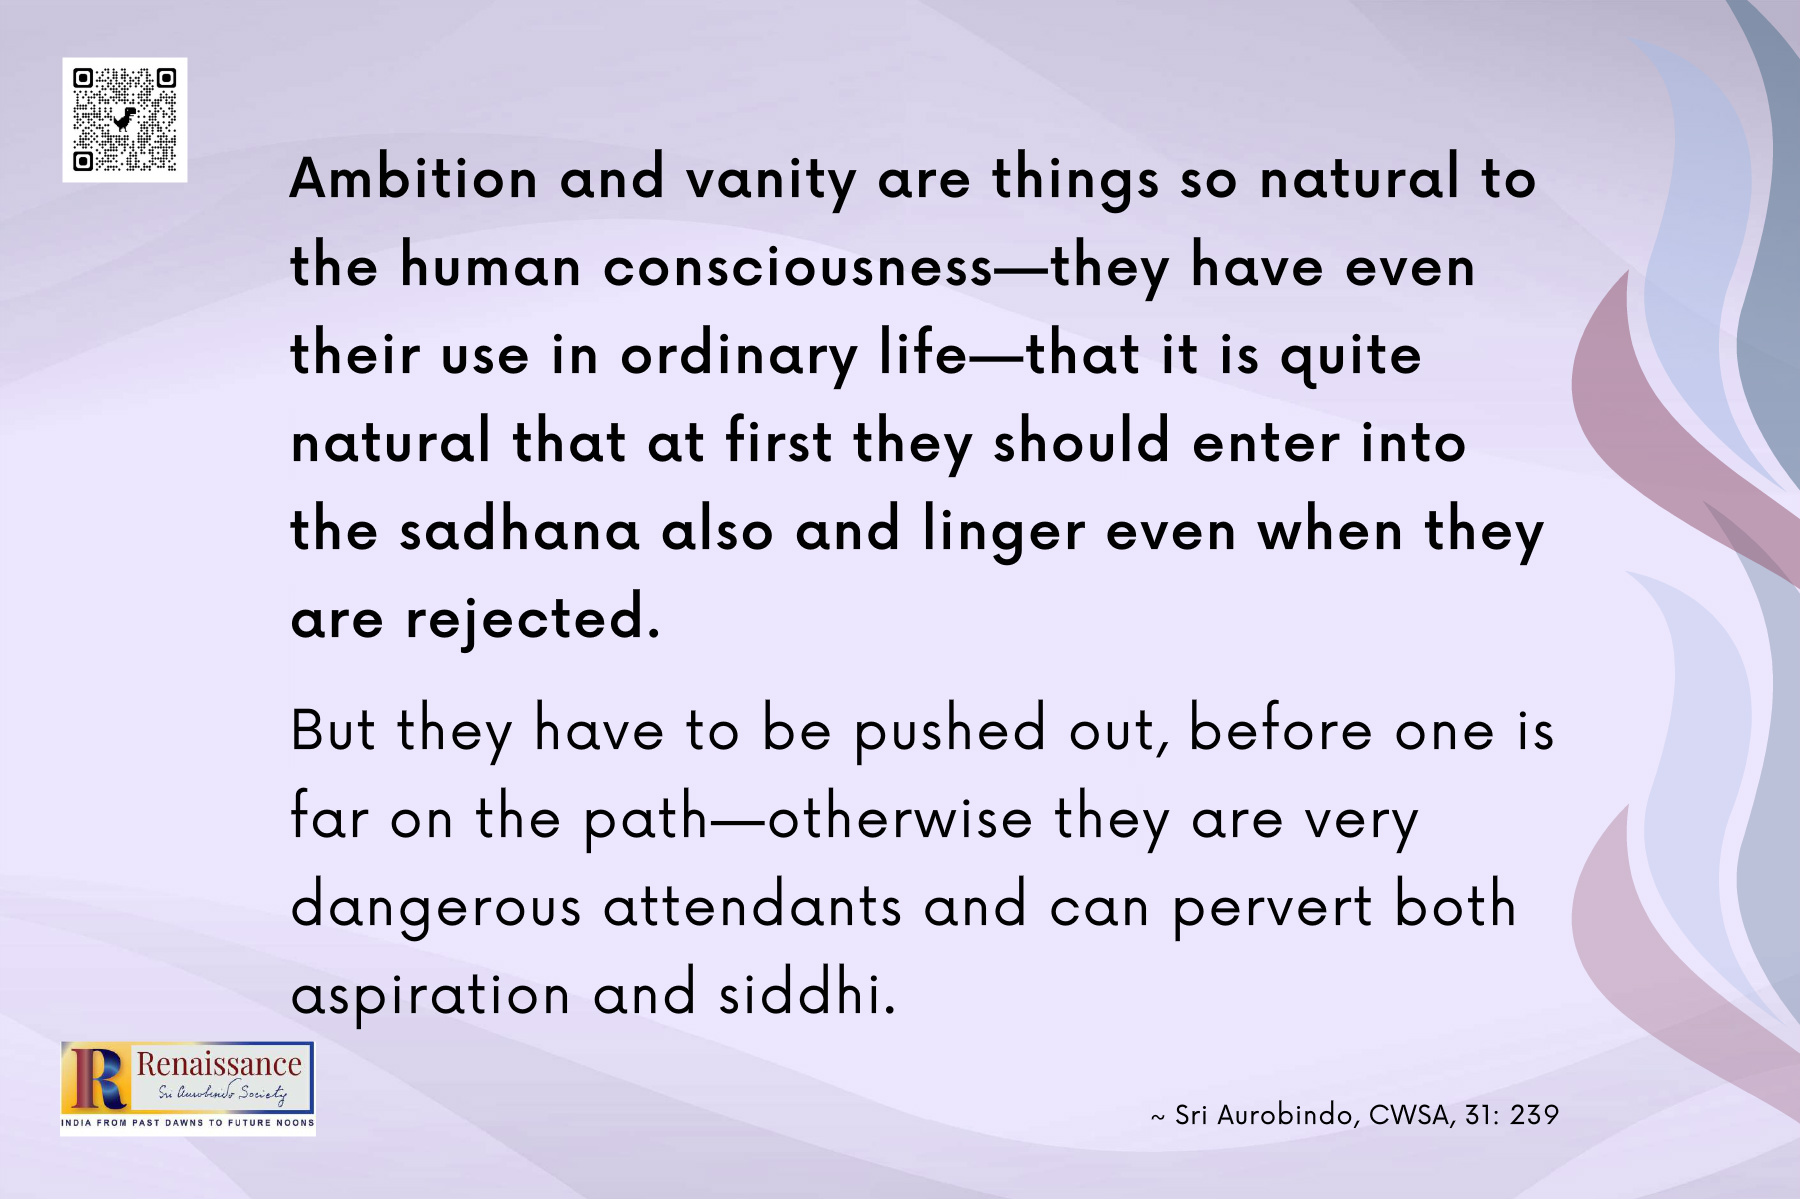 Ambition and vanity are things so natural to
the human consciousness—they have even
their use in ordinary life—that it is quite
natural that at first they should enter into
the sadhana also and linger even when they
are rejected.
But they have to be pushed out, before one is
far on the path—otherwise they are very
dangerous attendants and can pervert both
aspiration and siddhi.
R Renaissance
Sri Aurobindo Society
INDIA FROM PAST DAWNS TO FUTURE NOONS
~ Sri Aurobindo, CWSA, 31: 239